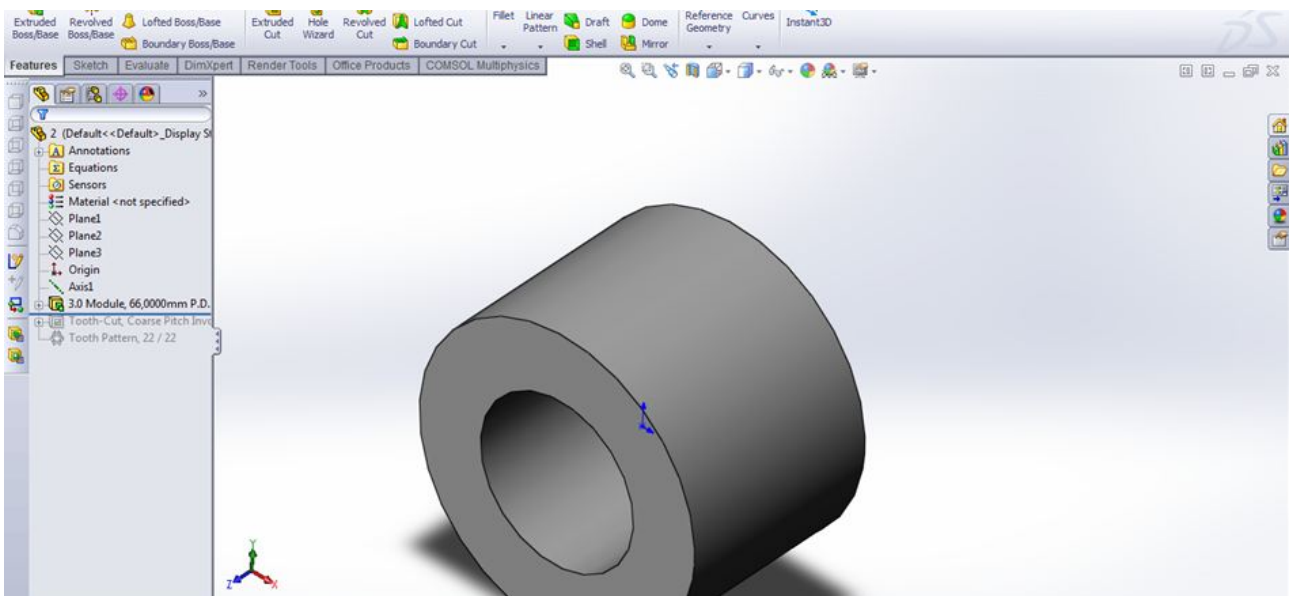 Extruded Boss/Base
Revolved Boss/Base
Lofted Boss/Base
Boundary Boss/Base
Extruded Cut
Hole Wizard
Revolved Cut
Lofted Cut
Boundary Cut
Fillet
Linear Pattern
Draft
Shell
Dome
Mirror
Reference Geometry
Curves
Instant3D
Features
Sketch
Evaluate
DimXpert
Render Tools
Office Products
COMSOL Multiphysics
2 (Default<<Default>_Display St
Annotations
Equations
Sensors
Material <not specified>
Plane1
Plane2
Plane3
Origin
Axis1
3.0 Module, 66,0000mm P.D.
Tooth-Cut, Coarse Pitch Invo
Tooth Pattern, 22 / 22
Y
Z
X